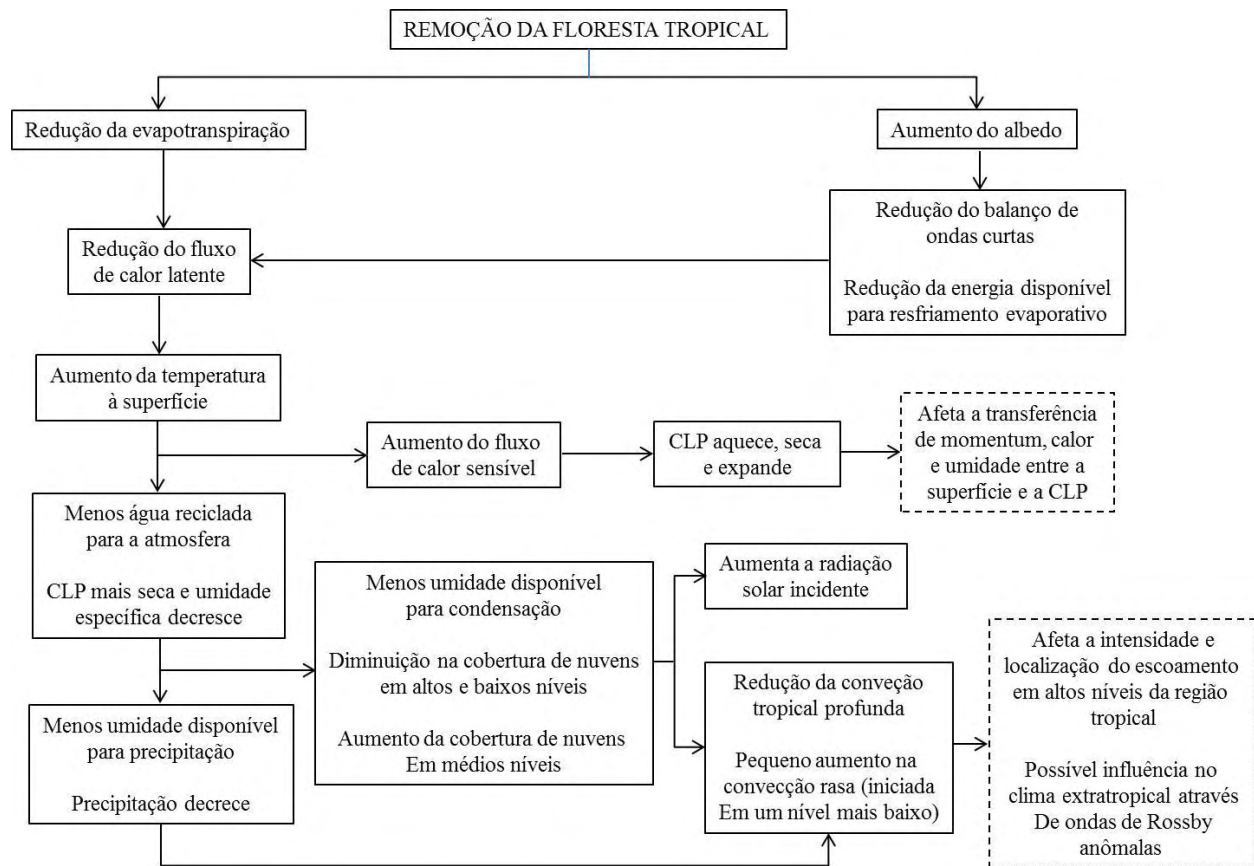 REMOÇÃO DA FLORESTA TROPICAL
Redução da evapotranspiração
Aumento do albedo
Redução do balanço de
ondas curtas
Redução da energia disponível
para resfriamento evaporativo
Redução do fluxo
de calor latente
Aumento da temperatura
à superfície
Aumento do fluxo
de calor sensível
CLP aquece, seca
e expande
Afeta a transferência
de momentum, calor
e umidade entre a
superfície e a CLP
Menos água reciclada
para a atmosfera
CLP mais seca e umidade
específica decresce
Menos umidade disponível
para condensação
Diminuição na cobertura de nuvens
em altos e baixos níveis
Aumento da cobertura de nuvens
Em médios níveis
Aumenta a radiação
solar incidente
Redução da conveção
tropical profunda
Pequeno aumento na
convecção rasa (iniciada
Em um nível mais baixo)
Afeta a intensidade e
localização do escoamento
em altos níveis da região
tropical
Possível influência no
clima extratropical através
De ondas de Rossby
anômalas
Menos umidade disponível
para precipitação
Precipitação decrece